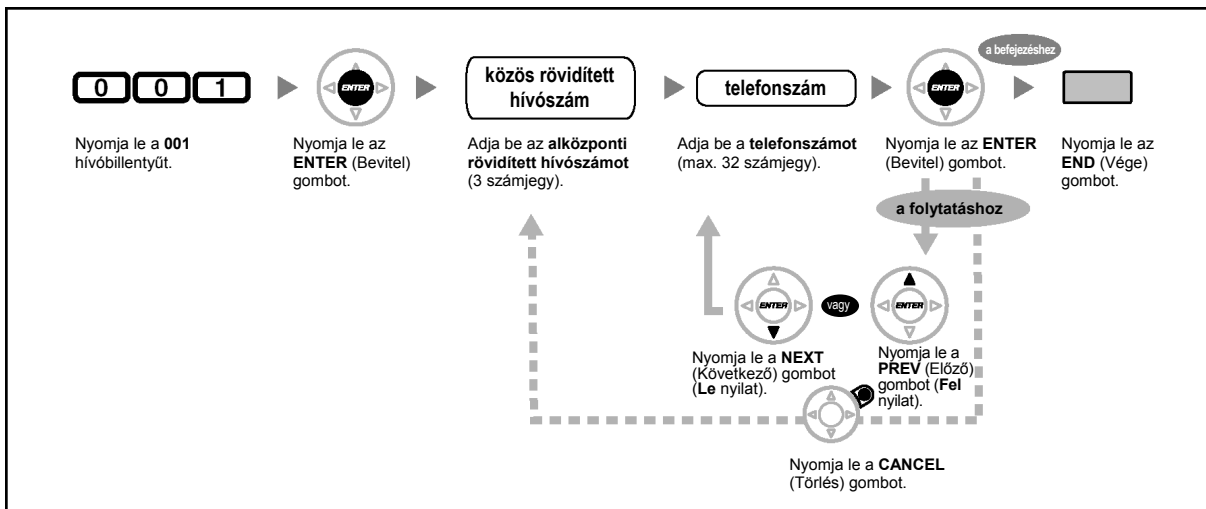 a befejezéshez
0 0 1
ENTER
közös rövidített
hívószám
telefonszám
ENTER
Nyomja le a 001
hívóbillentyűt.
Nyomja le az
ENTER (Bevitel)
gombot.
Adja be az alközponti
rövidített hívószámot
(3 számjegy).
Adja be a telefonszámot
(max. 32 számjegy).
Nyomja le az ENTER
(Bevitel) gombot.
Nyomja le az
END (Vége)
gombot.
a folytatáshoz
ENTER
vagy
ENTER
Nyomja le a NEXT
(Következő) gombot
(Le nyilat).
Nyomja le a
PREV (Előző)
gombot (Fel
nyilat).
Nyomja le a CANCEL
(Törlés) gombot.